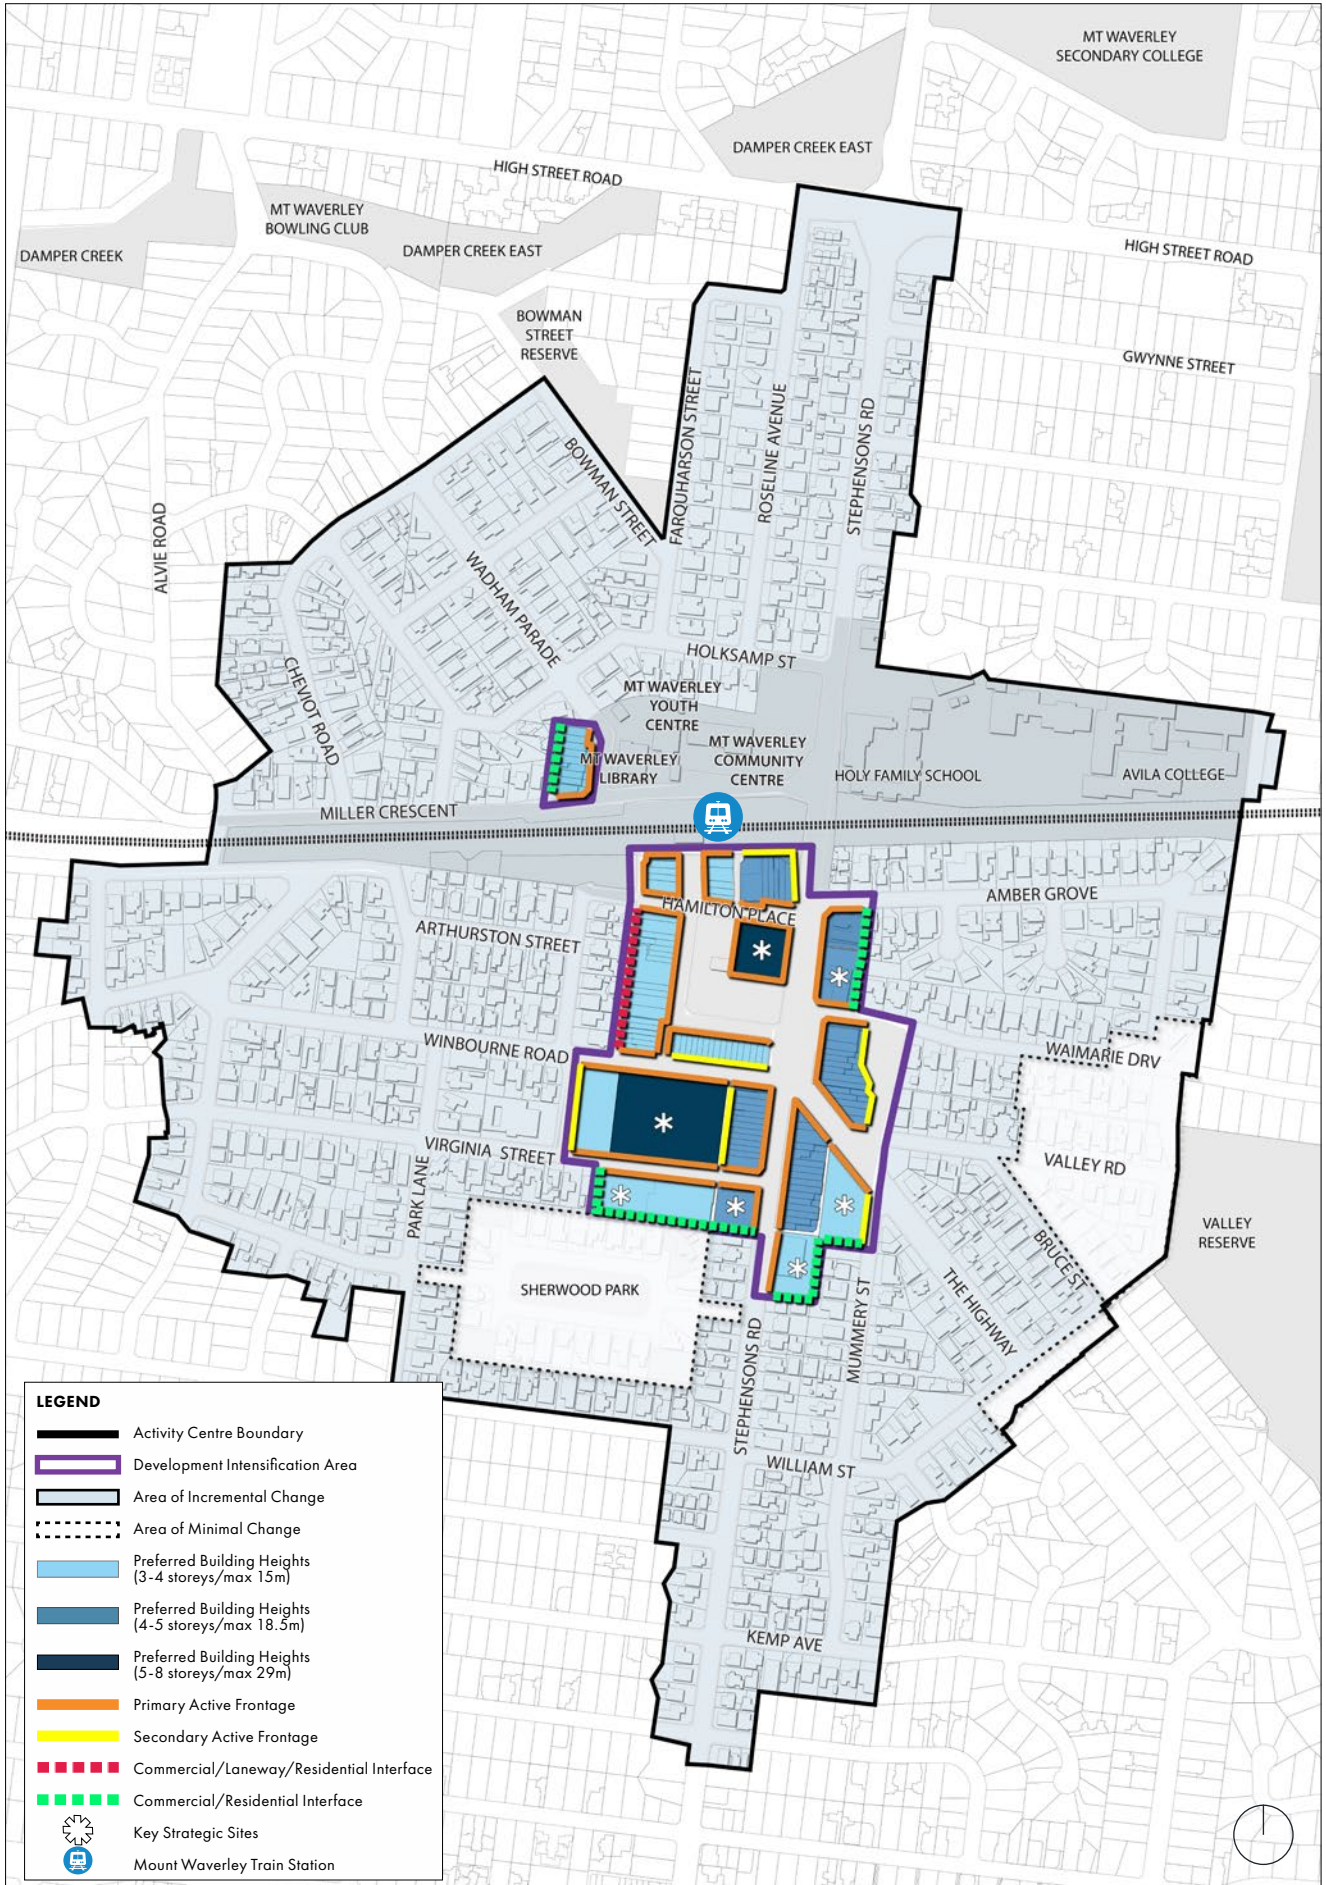 MT WAVERLEY
SECONDARY COLLEGE
DAMPER CREEK EAST
HIGH STREET ROAD
MT WAVERLEY
BOWLING CLUB
DAMPER CREEK
DAMPER CREEK EAST
HIGH STREET ROAD
BOWMAN
STREET
RESERVE
GWYNNE STREET
FARQUHARSON STREET
ROSELINE AVENUE
STEPHENSONS RD
BOWMAN STREET
ALVIE ROAD
WADHAM PARADE
HOLKSAMP ST
CHEVIOT ROAD
MT WAVERLEY
YOUTH
CENTRE
MT WAVERLEY
LIBRARY
MT WAVERLEY
COMMUNITY
CENTRE
HOLY FAMILY SCHOOL
AVILA COLLEGE
MILLER CRESCENT
AMBER GROVE
HAMILTON PLACE
ARTHURSTON STREET
WINBOURNE ROAD
WAIMARIE DRV
VIRGINIA STREET
VALLEY RD
PARK LANE
VALLEY
RESERVE
BRUCE ST
SHERWOOD PARK
THE HIGHWAY
MUMMERY ST
STEPHENSONS RD
WILLIAM ST
KEMP AVE
LEGEND
Activity Centre Boundary
Development Intensification Area
Area of Incremental Change
Area of Minimal Change
Preferred Building Heights
(3-4 storeys/max 15m)
Preferred Building Heights
(4-5 storeys/max 18.5m)
Preferred Building Heights
(5-8 storeys/max 29m)
Primary Active Frontage
Secondary Active Frontage
Commercial/Laneway/Residential Interface
Commercial/Residential Interface
Key Strategic Sites
Mount Waverley Train Station